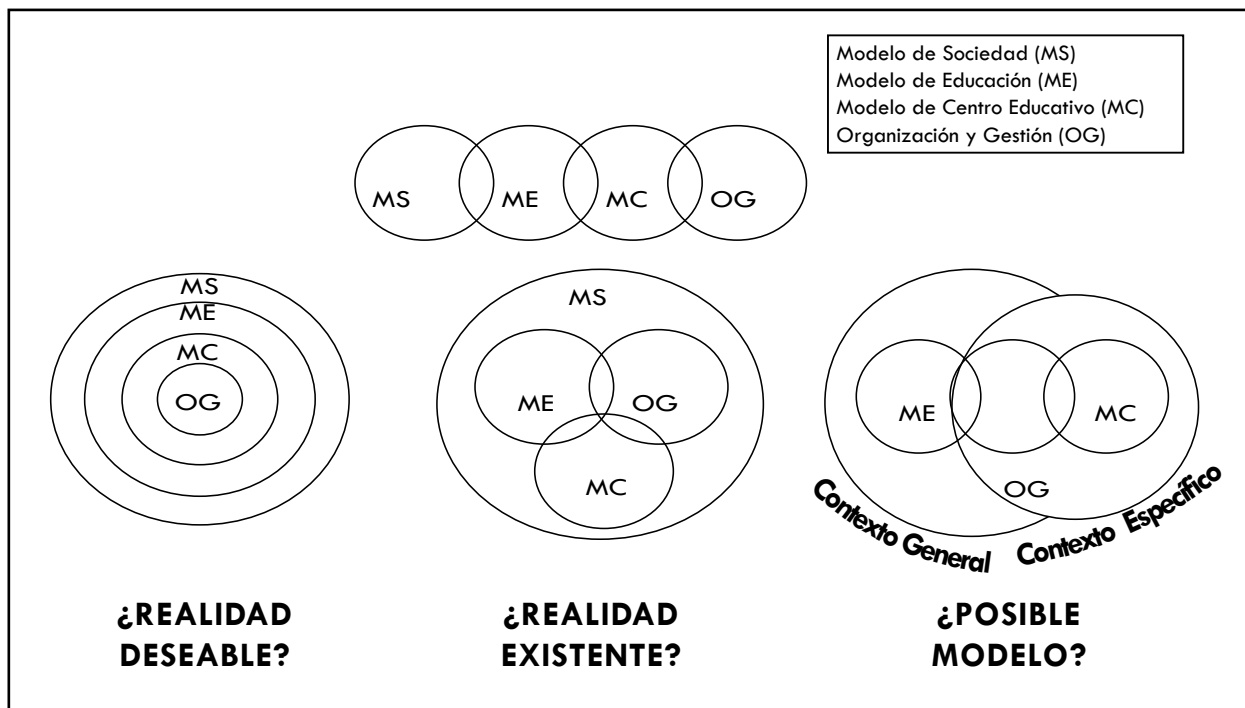 Modelo de Sociedad (MS)
Modelo de Educación (ME)
Modelo de Centro Educativo (MC)
Organización y Gestión (OG)
MS ME MC OG
MS
ME
MC
OG
MS
ME OG
MC
ME MC
OG
Contexto General Contexto Específico
¿REALIDAD
DESEABLE?
¿REALIDAD
EXISTENTE?
¿POSIBLE
MODELO?